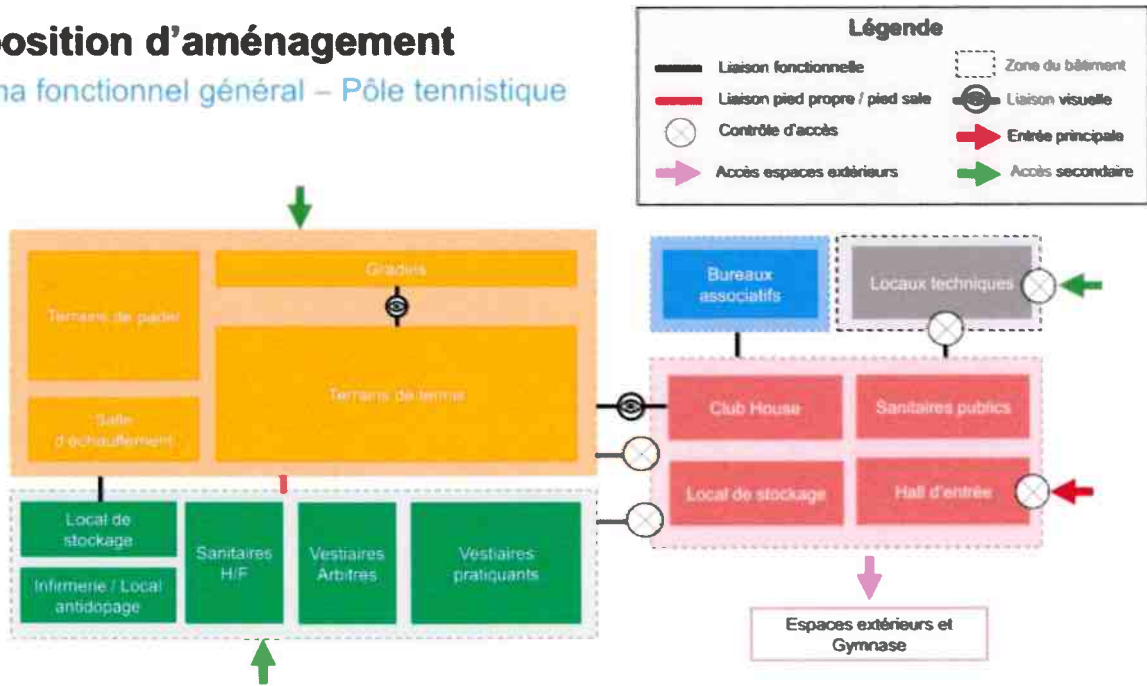 osition d'aménagement
na fonctionnel général – Pôle tennistique
Légende
Liaison fonctionnelle
Zone du bâtiment
Liaison pied propre / pied sale
Liaison visuelle
Contrôle d'accès
Entrée principale
Accès espaces extérieurs
Accès secondaire
Gradins
Terrains de padel
Terrains de tennis
Salle
d'échauffement
Bureaux
associatifs
Locaux techniques
Club House
Sanitaires publics
Local de stockage
Hall d'entrée
Local de
stockage
Infirmerie / Local
antidopage
Sanitaires
H/F
Vestiaires
Arbitres
Vestiaires
pratiquants
Espaces extérieurs et
Gymnase